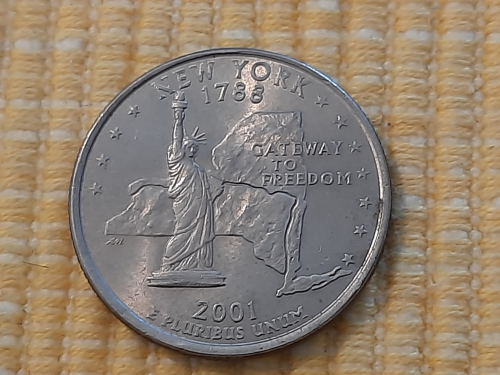 NEW YORK
1788
GATEWAY
TO
FREEDOM
2001
E PLURIBUS UNUM